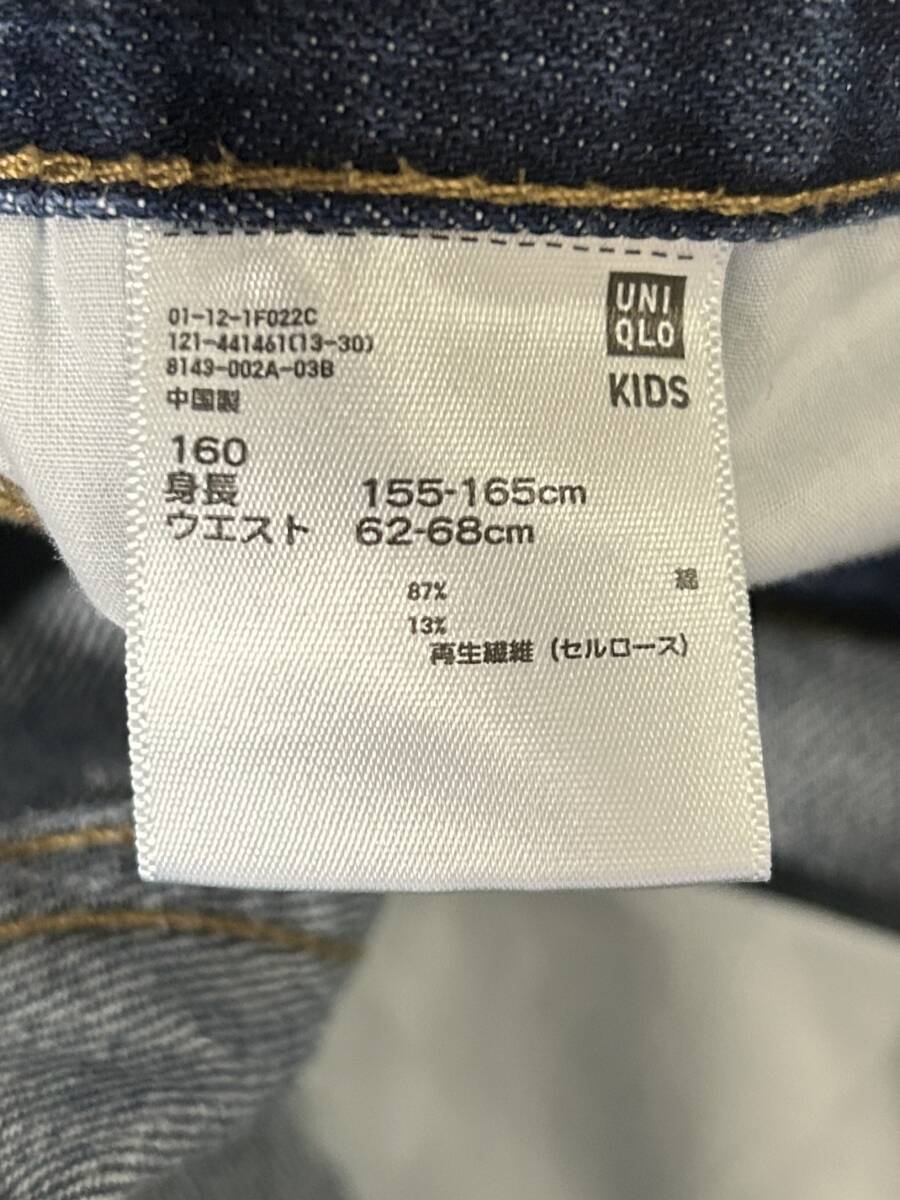 01-12-1F022C
121-441461(13-30)
8143-002A-03B
中国製
UNI
QLO
KIDS
160
身長 155-165cm
ウエスト 62-68cm
87% 綿
13%
再生繊維(セルロース)